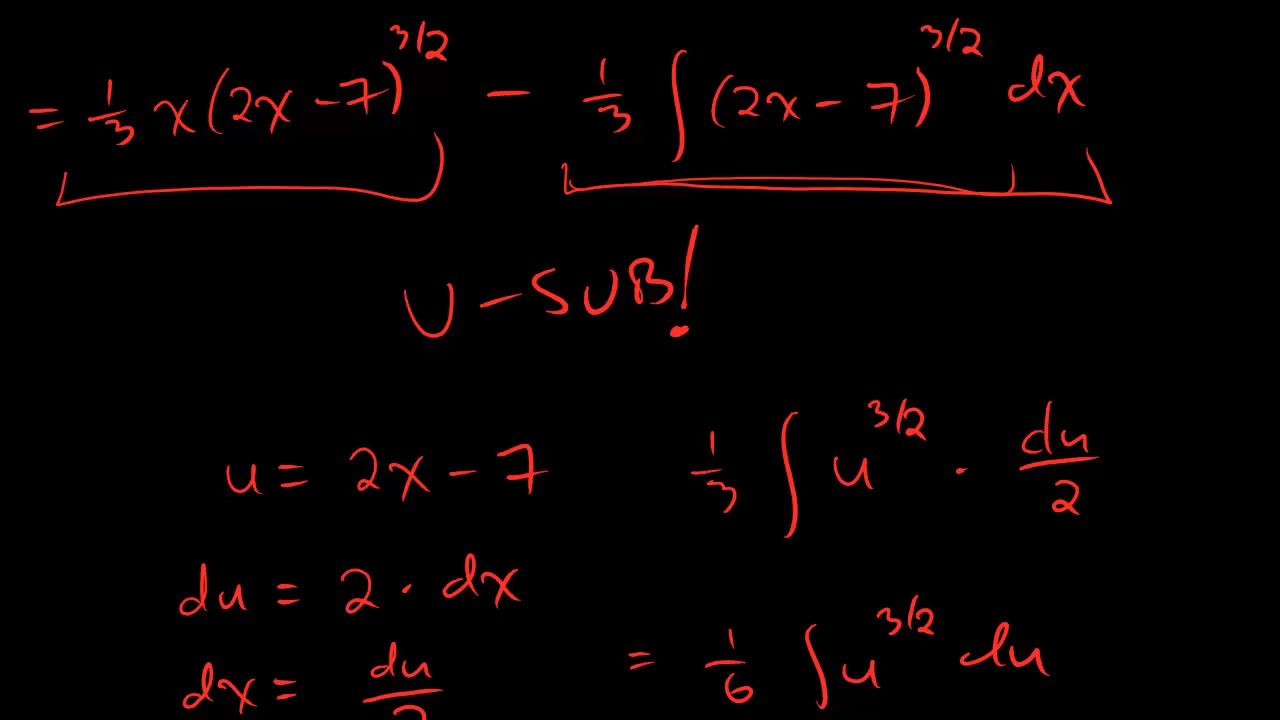 = 1/3 x(2x - 7)^3/2 - 1/3 ∫(2x - 7)^3/2 dx
U - SUB!
u = 2x - 7
1/3 ∫ u^3/2 · du/2
du = 2 · dx
= 1/6 ∫ u^3/2 du
dx = du/2